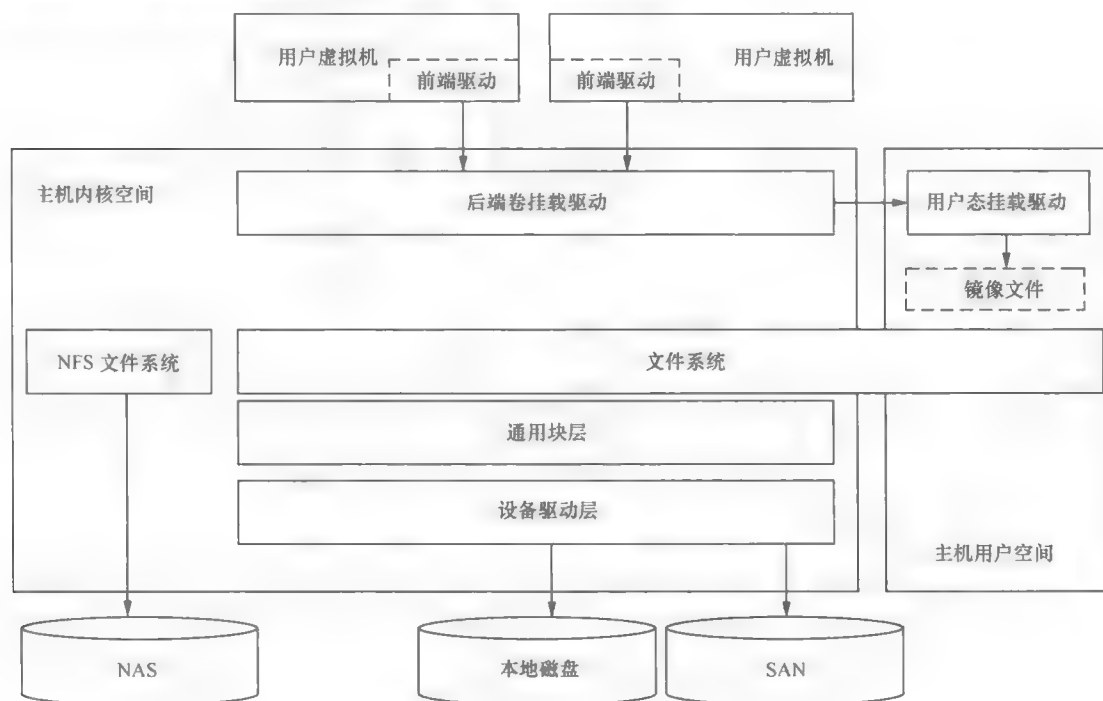 用户虚拟机
用户虚拟机
前端驱动
前端驱动
主机内核空间
后端卷挂载驱动
用户态挂载驱动
镜像文件
NFS 文件系统
文件系统
通用块层
设备驱动层
主机用户空间
NAS
本地磁盘
SAN